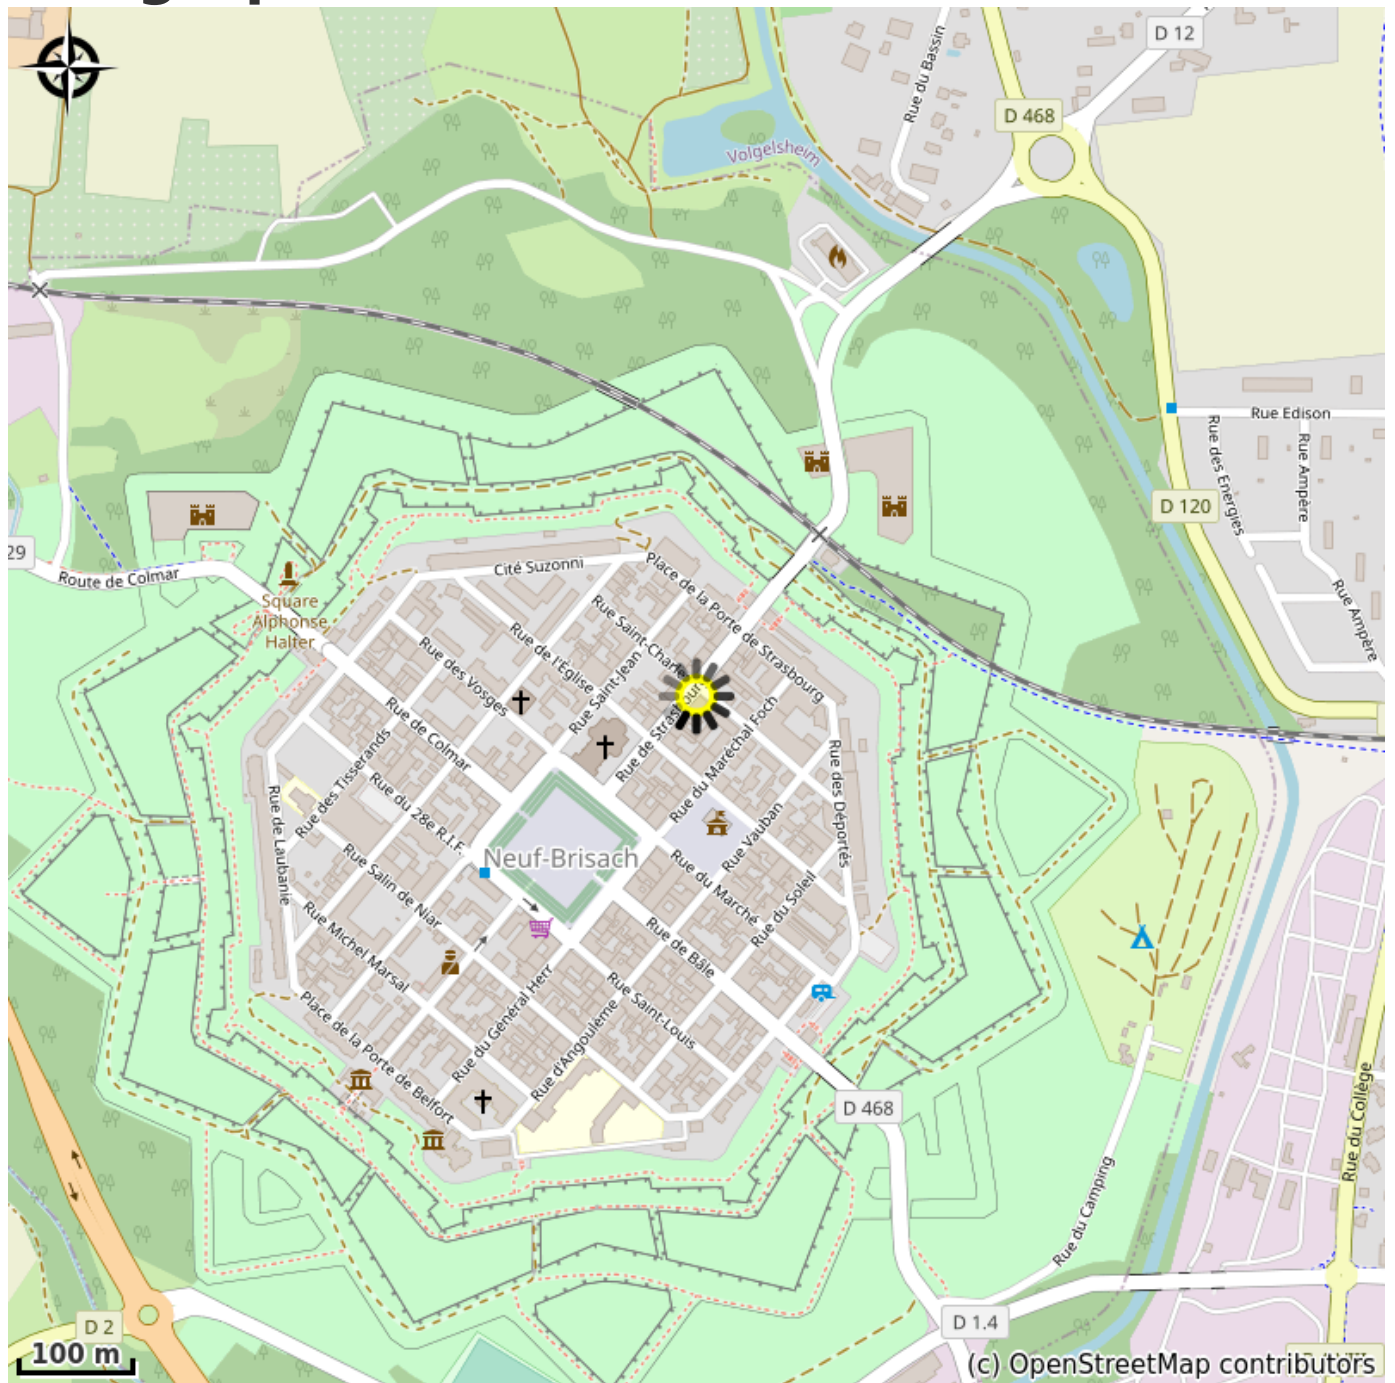 D 12
Rue du Bassin
D 468
Volgelsheim
Rue Edison
Rue des Energies
Rue Ampère
D 120
Rue Ampère
29
Route de Colmar
Cité Suzonni
Place de la Porte de Strasbourg
Square
Alphonse
Halter
Rue Saint-Charle
Rue de l'Église
Rue des Vosges
Rue Saint-Jean
Rue de Colmar
Rue de Stras
Rue du Maréchal Foch
Rue des Déportés
Rue des Tisserands
Rue du 28e R.I.F.
Rue de Laubanie
Neuf-Brisach
Rue Vauban
Rue du Marché
Rue du Soleil
Rue Salin de Niar
Rue Michel Marsal
Rue de Bâle
Rue Saint-Louis
Rue du Général Herr
Rue d'Angoulême
Place de la Porte de Belfort
D 468
Rue du Collège
Rue du Camping
D 1.4
D 2
100 m
(c) OpenStreetMap contributors